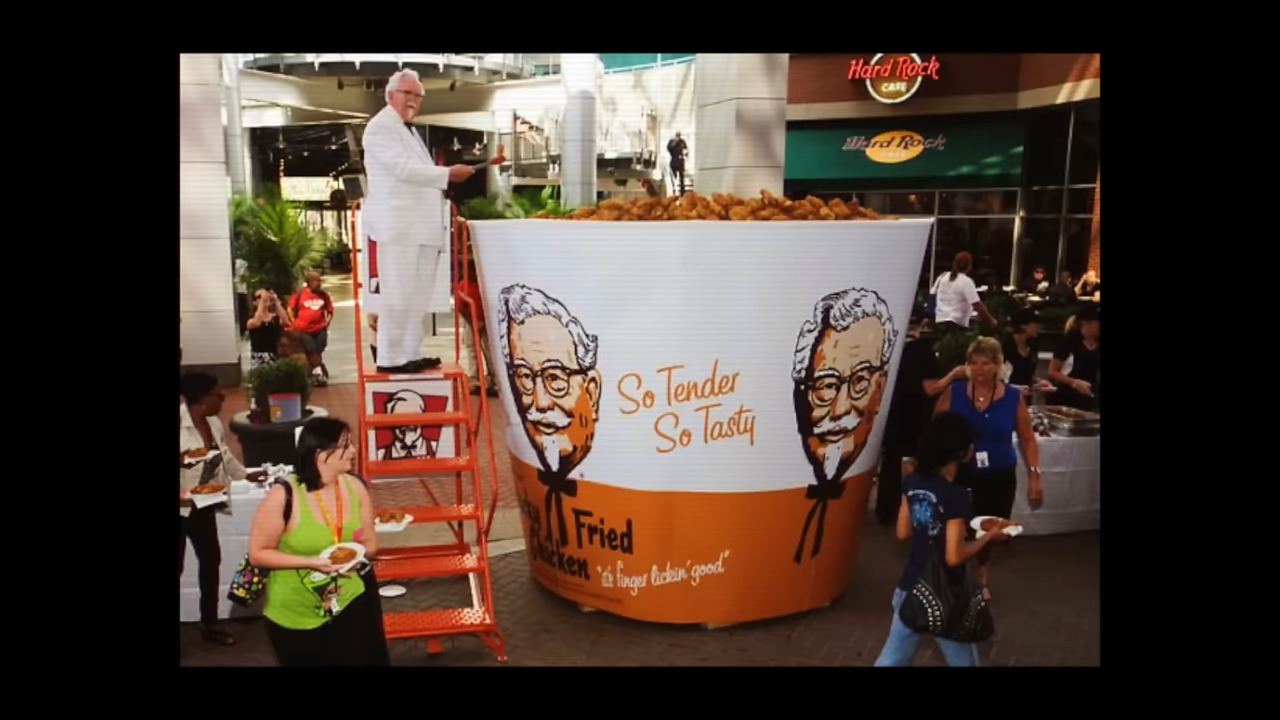 Hard Rock
CAFE
Hard Rock
So Tender
So Tasty
Fried
Chicken
"it's finger lickin' good"